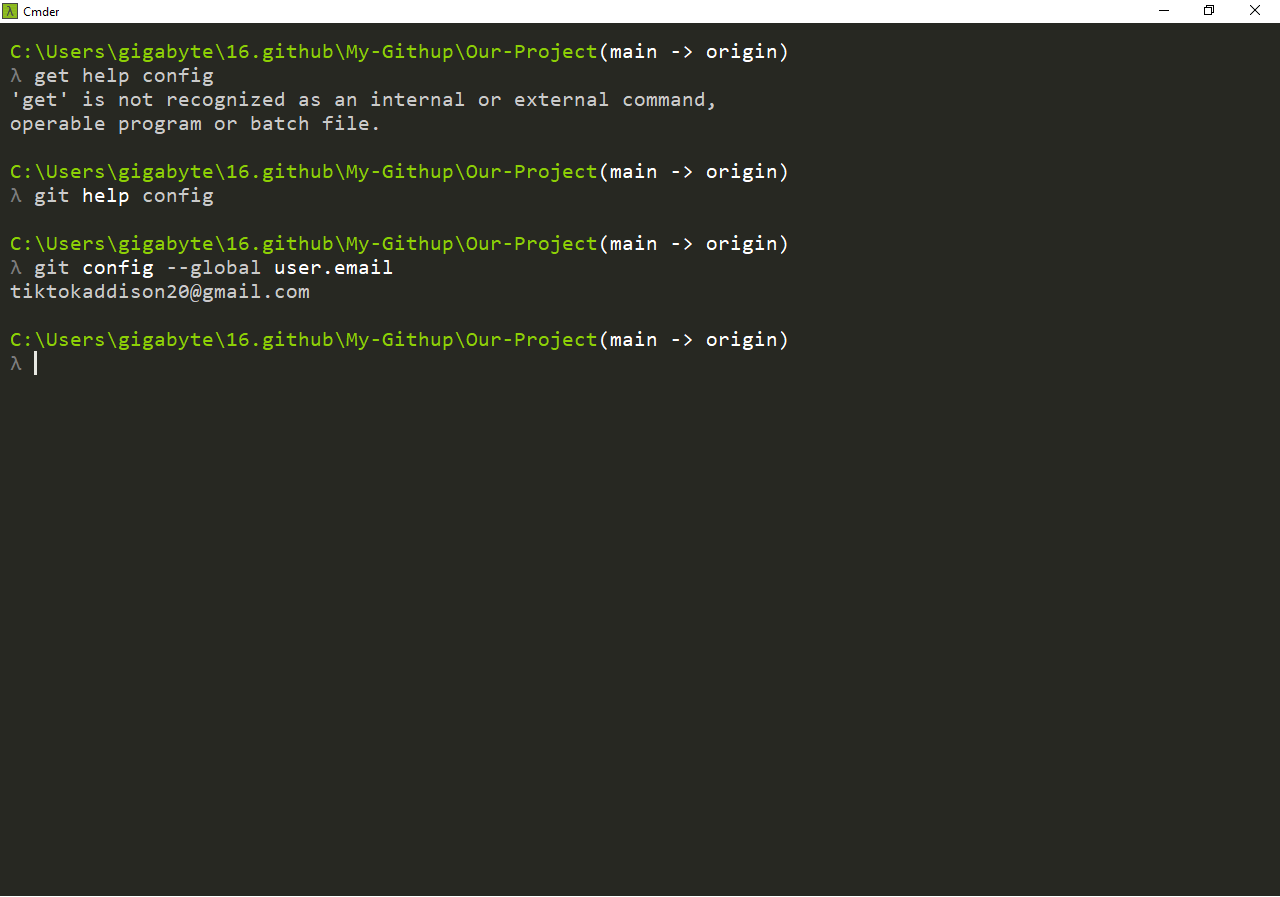 λ Cmder
C:\Users\gigabyte\16.github\My-Githup\Our-Project(main -> origin)
λ get help config
'get' is not recognized as an internal or external command,
operable program or batch file.
C:\Users\gigabyte\16.github\My-Githup\Our-Project(main -> origin)
λ git help config
C:\Users\gigabyte\16.github\My-Githup\Our-Project(main -> origin)
λ git config --global user.email
tiktokaddison20@gmail.com
C:\Users\gigabyte\16.github\My-Githup\Our-Project(main -> origin)
λ